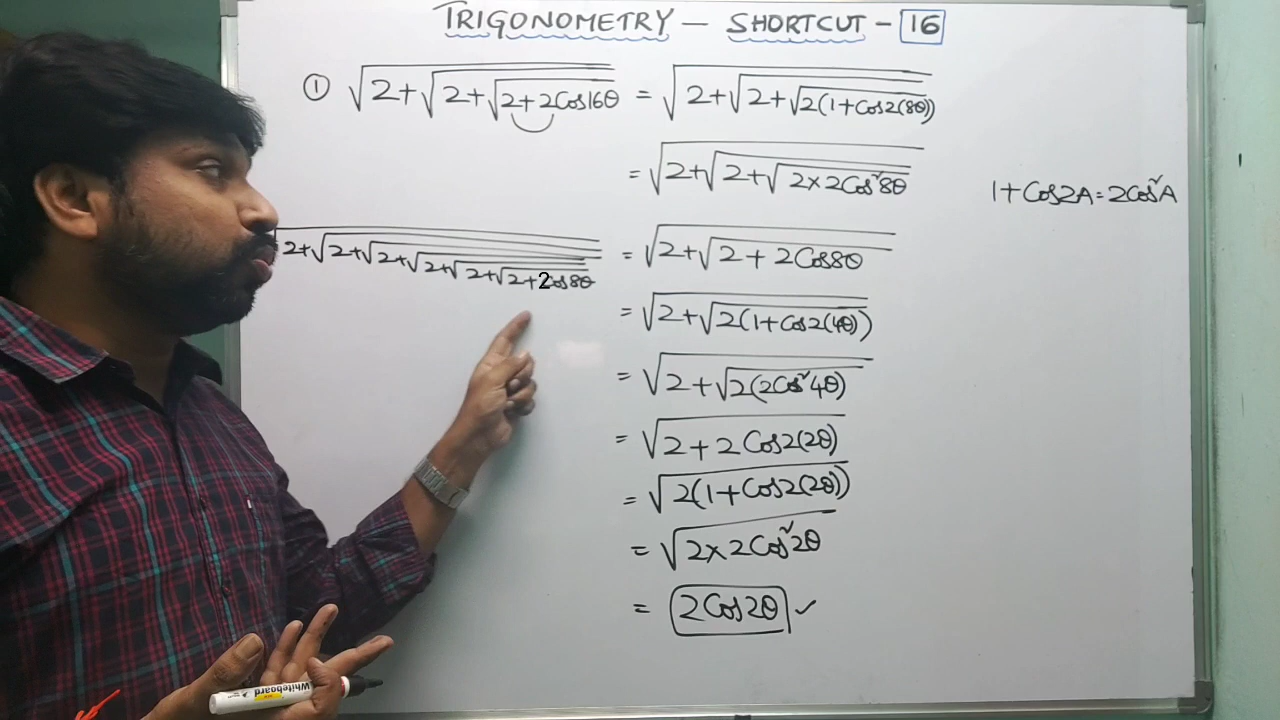 TRIGONOMETRY — SHORTCUT - 16
① √(2+√(2+√(2+2Cos16θ))) = √(2+√(2+√(2(1+Cos2(8θ)))))
= √(2+√(2+√(2×2Cos²8θ)))
1+Cos2A=2Cos²A
√(2+√(2+√(2+√(2+√(2+√(2+2Cos8θ))))))
= √(2+√(2+2Cos8θ))
= √(2+√(2(1+Cos2(4θ))))
= √(2+√(2(2Cos²4θ)))
= √(2+2Cos2(2θ))
= √(2(1+Cos2(2θ)))
= √(2×2Cos²2θ)
= 2Cos2θ ✓
Whiteboard